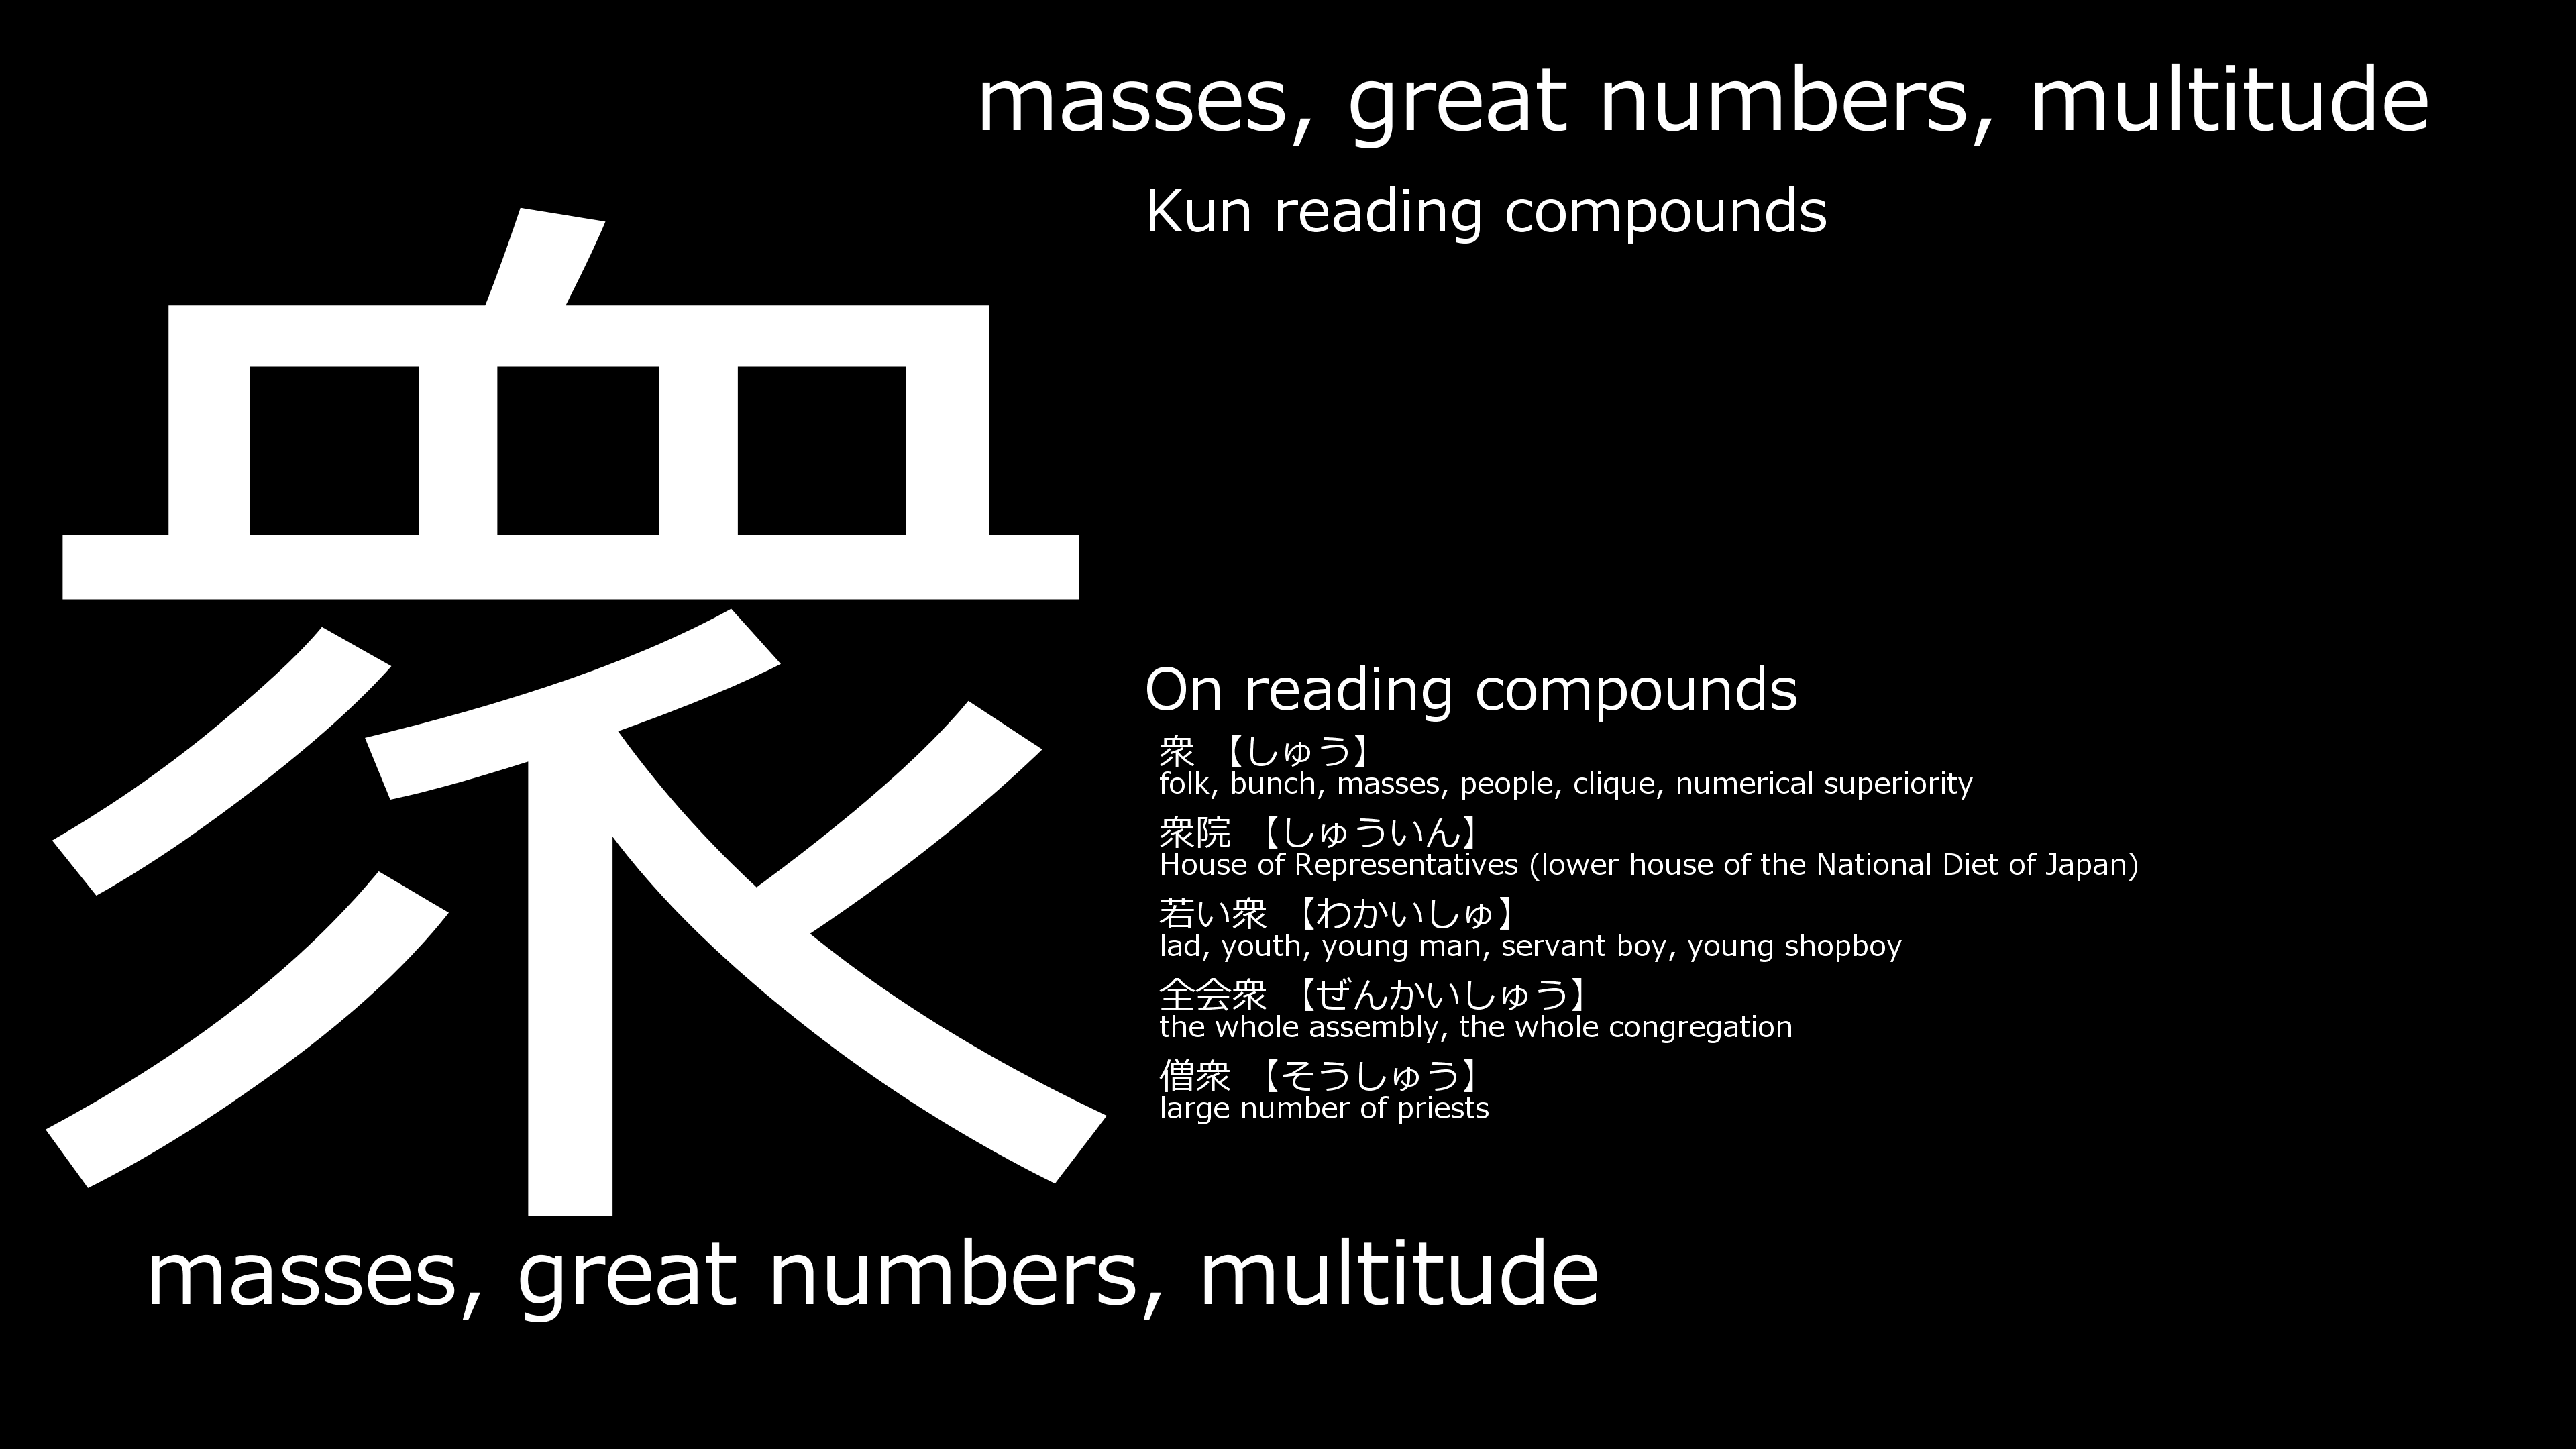 masses, great numbers, multitude
Kun reading compounds
衆
On reading compounds
衆 【しゅう】
folk, bunch, masses, people, clique, numerical superiority
衆院 【しゅういん】
House of Representatives (lower house of the National Diet of Japan)
若い衆 【わかいしゅ】
lad, youth, young man, servant boy, young shopboy
全会衆 【ぜんかいしゅう】
the whole assembly, the whole congregation
僧衆 【そうしゅう】
large number of priests
masses, great numbers, multitude